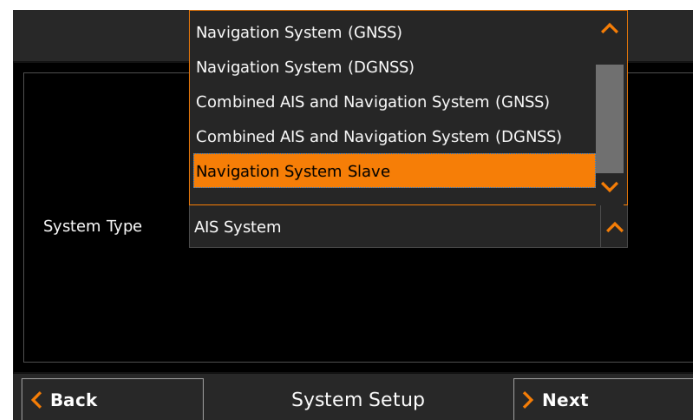 Navigation System (GNSS)
Navigation System (DGNSS)
Combined AIS and Navigation System (GNSS)
Combined AIS and Navigation System (DGNSS)
Navigation System Slave
System Type
AIS System
Back
System Setup
Next